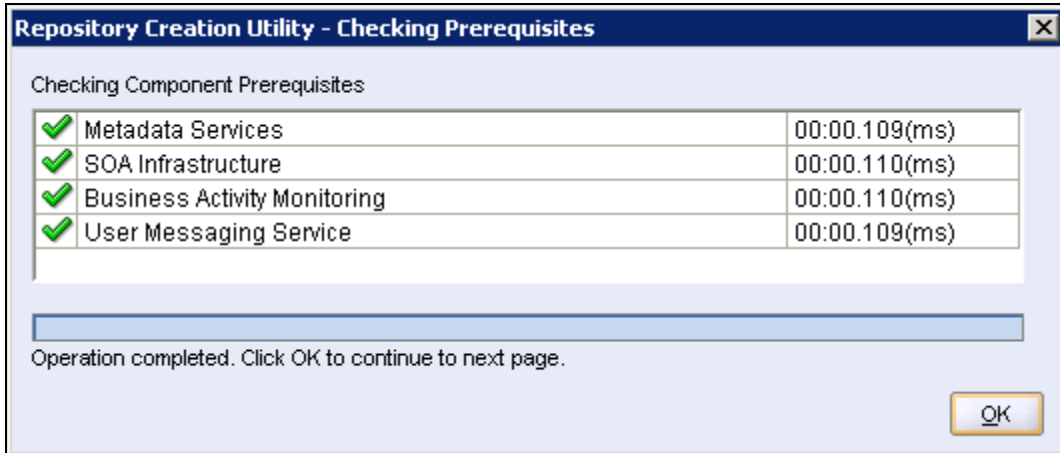 Repository Creation Utility - Checking Prerequisites
Checking Component Prerequisites
Metadata Services 00:00.109(ms)
SOA Infrastructure 00:00.110(ms)
Business Activity Monitoring 00:00.110(ms)
User Messaging Service 00:00.109(ms)
Operation completed. Click OK to continue to next page.
OK